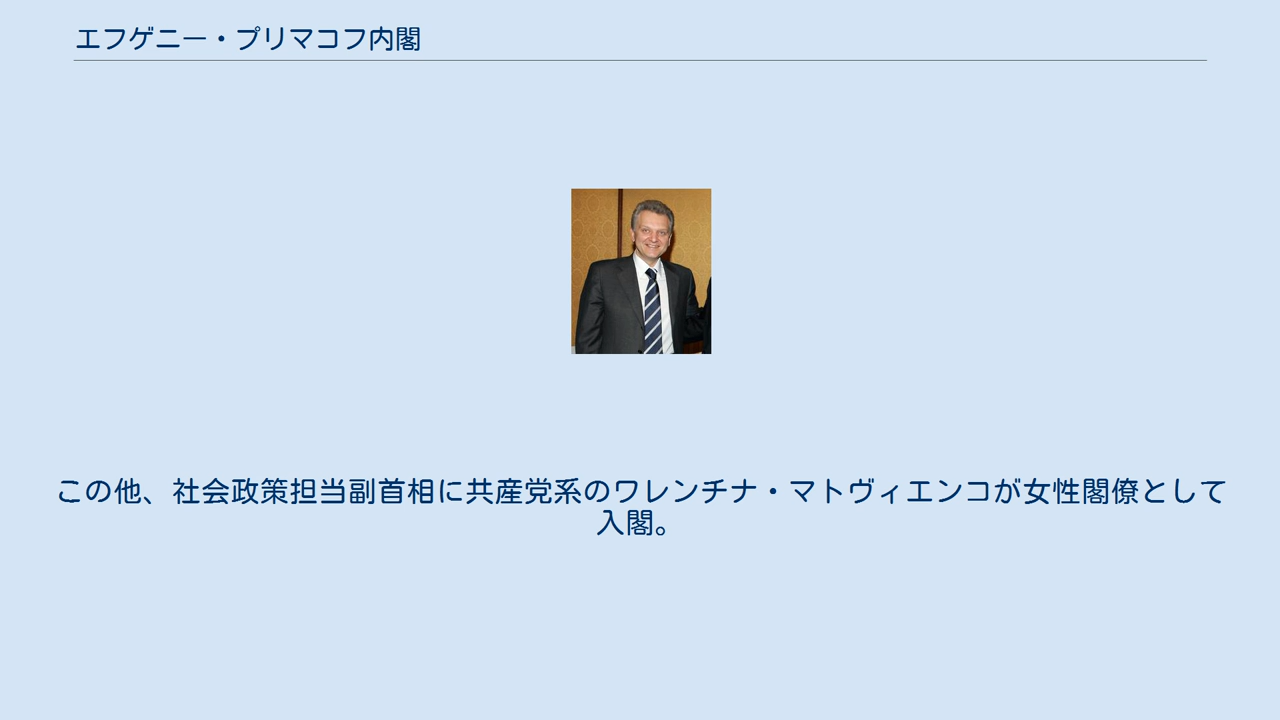 エフゲニー・プリマコフ内閣
この他、社会政策担当副首相に共産党系のワレンチナ・マトヴィエンコが女性閣僚として
入閣。